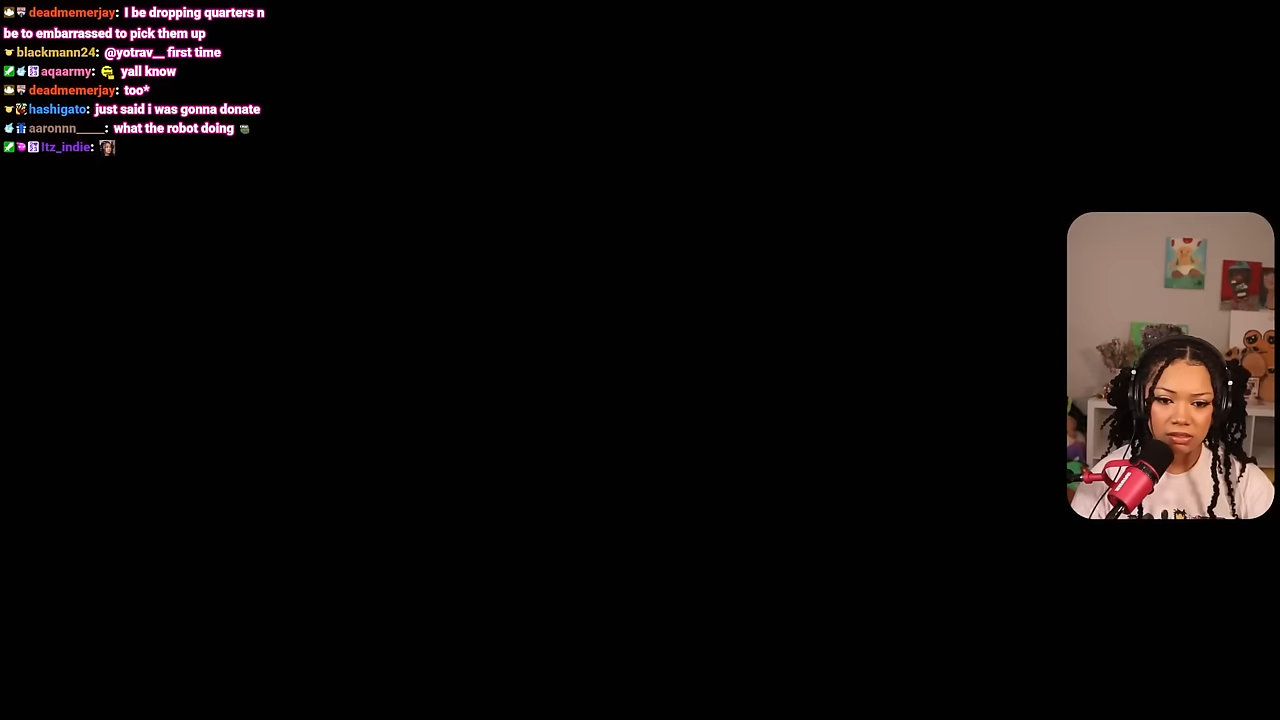 deadmemerjay: I be dropping quarters n
be to embarrassed to pick them up
blackmann24: @yotrav__ first time
aqaarmy: yall know
deadmemerjay: too*
hashigato: just said i was gonna donate
aaronnn_____: what the robot doing
Itz_indie: